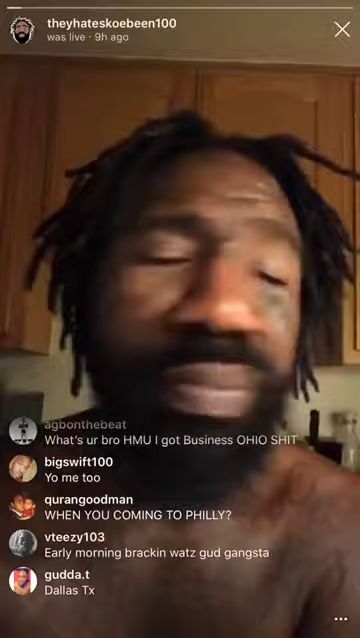 theyhateskoebeen100
was live · 9h ago
agbonthebeat
What's ur bro HMU I got Business OHIO SHIT
bigswift100
Yo me too
qurangoodman
WHEN YOU COMING TO PHILLY?
vteezy103
Early morning brackin watz gud gangsta
gudda.t
Dallas Tx